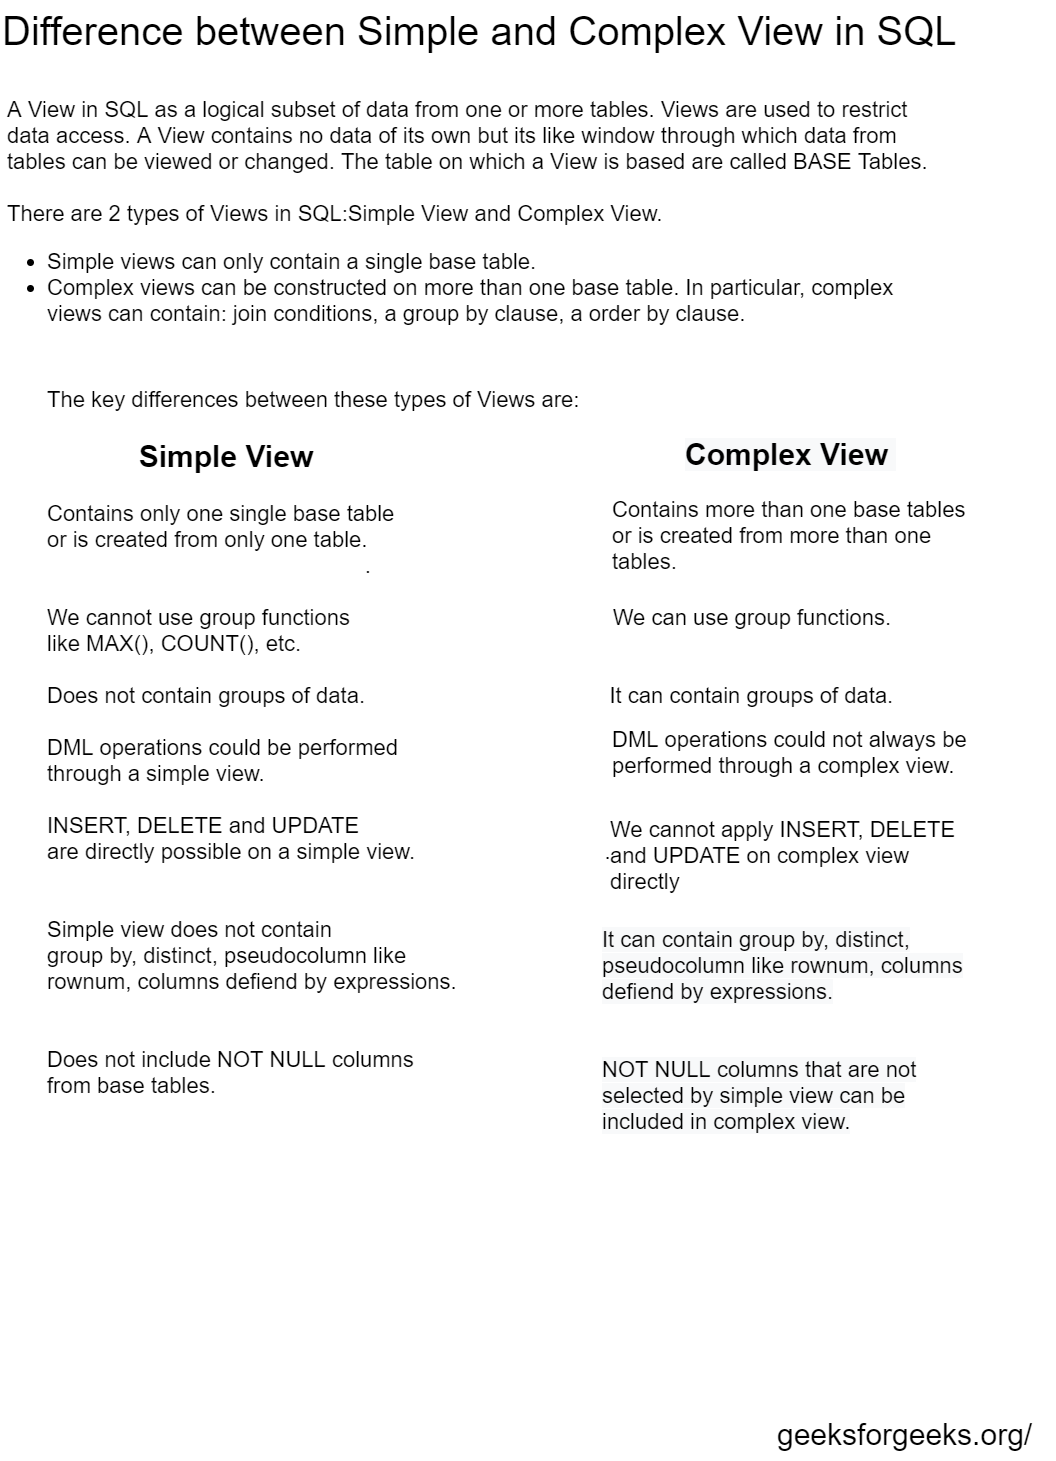 Difference between Simple and Complex View in SQL
A View in SQL as a logical subset of data from one or more tables. Views are used to restrict
data access. A View contains no data of its own but its like window through which data from
tables can be viewed or changed. The table on which a View is based are called BASE Tables.
There are 2 types of Views in SQL:Simple View and Complex View.
• Simple views can only contain a single base table.
• Complex views can be constructed on more than one base table. In particular, complex
views can contain: join conditions, a group by clause, a order by clause.
The key differences between these types of Views are:
Simple View
Contains only one single base table
or is created from only one table.
.
We cannot use group functions
like MAX(), COUNT(), etc.
Does not contain groups of data.
DML operations could be performed
through a simple view.
INSERT, DELETE and UPDATE
are directly possible on a simple view.
Simple view does not contain
group by, distinct, pseudocolumn like
rownum, columns defiend by expressions.
Does not include NOT NULL columns
from base tables.
Complex View
Contains more than one base tables
or is created from more than one
tables.
We can use group functions.
It can contain groups of data.
DML operations could not always be
performed through a complex view.
We cannot apply INSERT, DELETE
.and UPDATE on complex view
directly
It can contain group by, distinct,
pseudocolumn like rownum, columns
defiend by expressions.
NOT NULL columns that are not
selected by simple view can be
included in complex view.
geeksforgeeks.org/